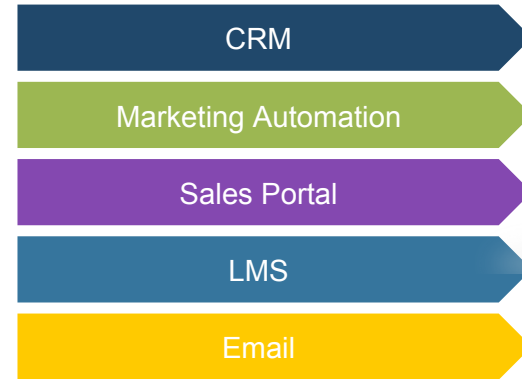 CRM
Marketing Automation
Sales Portal
LMS
Email